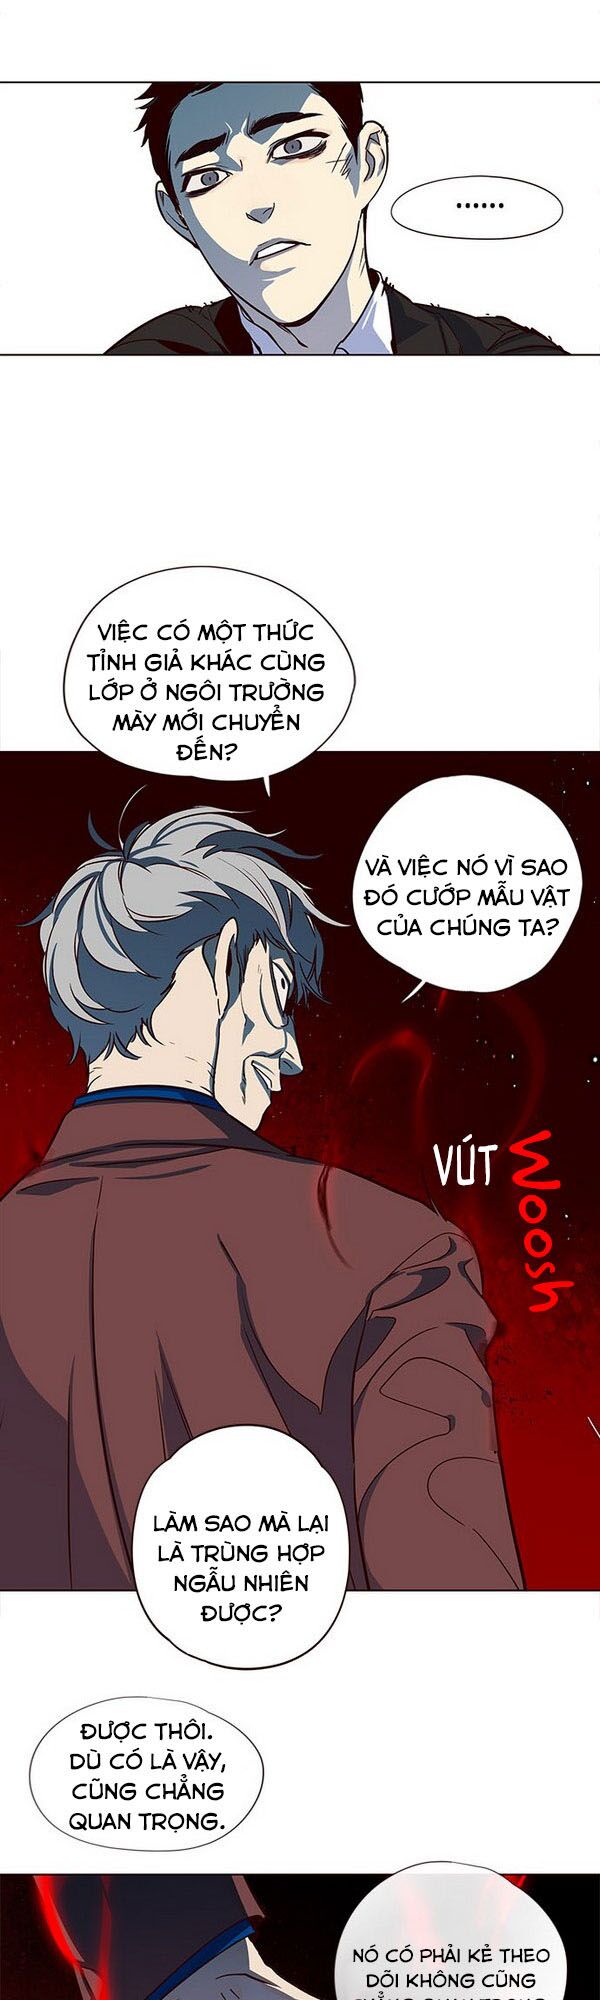 ......
VIỆC CÓ MỘT THỨC
TỈNH GIẢ KHÁC CÙNG
LỚP Ở NGÔI TRƯỜNG
MÀY MỚI CHUYỂN
ĐẾN?
VÀ VIỆC NÓ VÌ SAO
ĐÓ CƯỚP MẪU VẬT
CỦA CHÚNG TA?
VÚT
Woosh
LÀM SAO MÀ LẠI
LÀ TRÙNG HỢP
NGẪU NHIÊN
ĐƯỢC?
ĐƯỢC THÔI.
DÙ CÓ LÀ VẬY,
CŨNG CHẲNG
QUAN TRỌNG.
NÓ CÓ PHẢI KẺ THEO
DÕI KHÔNG CŨNG
CHẲNG QUAN TRỌNG